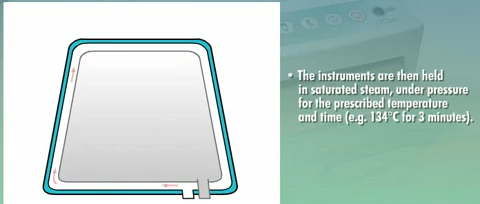 • The instruments are then held
in saturated steam, under pressure
for the prescribed temperature
and time (e.g. 134°C for 3 minutes).